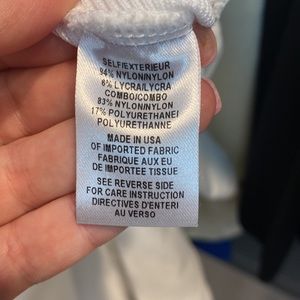 SELF/EXTERIEUR
94% NYLON/NYLON
6% LYCRA/LYCRA
COMBO/COMBO
83% NYLON/NYLON
17% POLYURETHANE/
POLYURETHANNE
MADE IN USA
OF IMPORTED FABRIC
FABRIQUE AUX EU
DE IMPORTEE TISSUE
SEE REVERSE SIDE
FOR CARE INSTRUCTION
DIRECTIVES D'ENTERI
AU VERSO